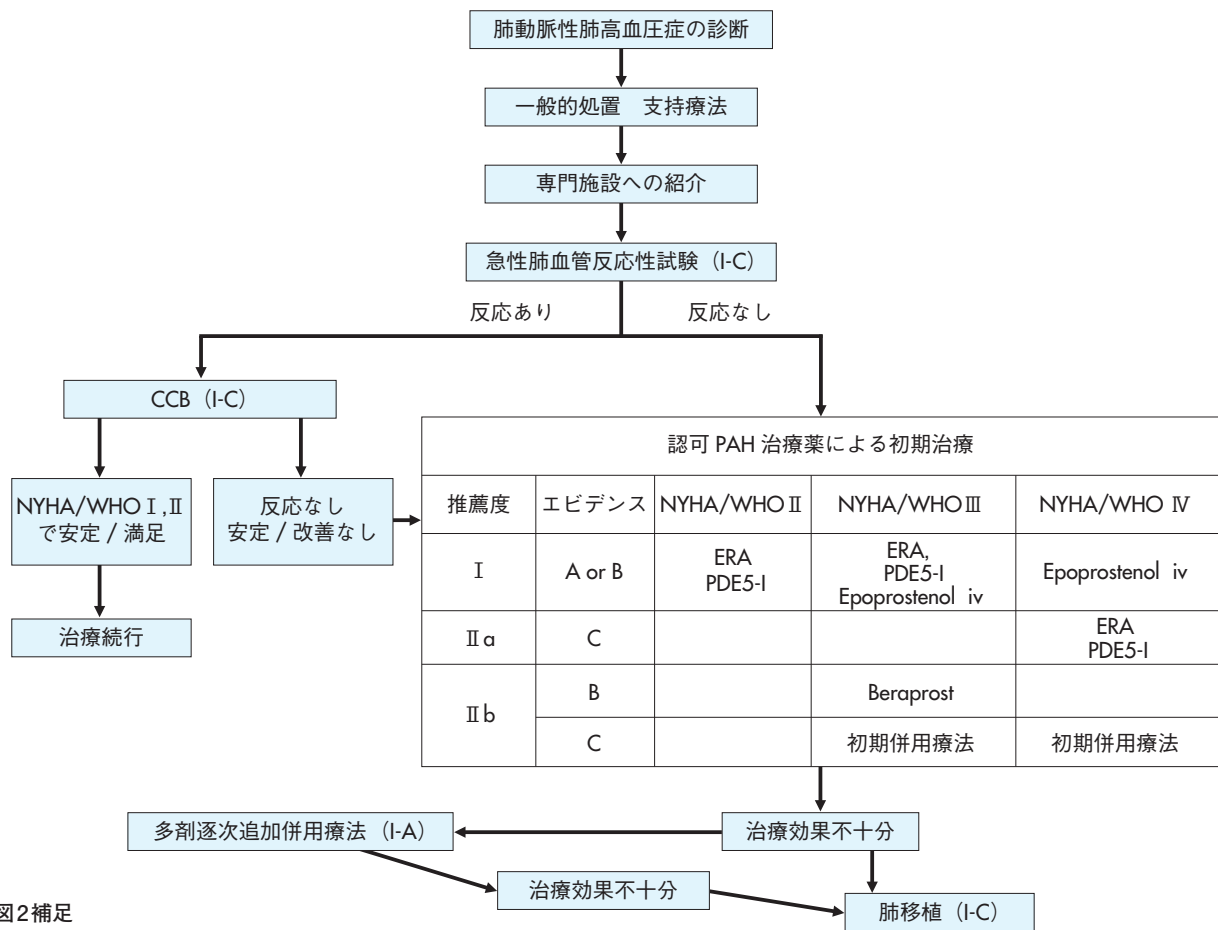 肺動脈性肺高血圧症の診断
一般的処置　支持療法
専門施設への紹介
急性肺血管反応性試験（I-C）
反応あり
反応なし
CCB（I-C）
NYHA/WHO Ⅰ,Ⅱ
で安定 / 満足
反応なし
安定 / 改善なし
治療続行
認可 PAH 治療薬による初期治療
推薦度 エビデンス NYHA/WHOⅡ NYHA/WHOⅢ NYHA/WHO Ⅳ
Ⅰ A or B
ERA
PDE5-I
ERA,
PDE5-I
Epoprostenol iv
Epoprostenol iv
Ⅱa C
ERA
PDE5-I
Ⅱb
B Beraprost
C 初期併用療法 初期併用療法
多剤逐次追加併用療法（I-A）
治療効果不十分
治療効果不十分
肺移植（I-C）
図2補足